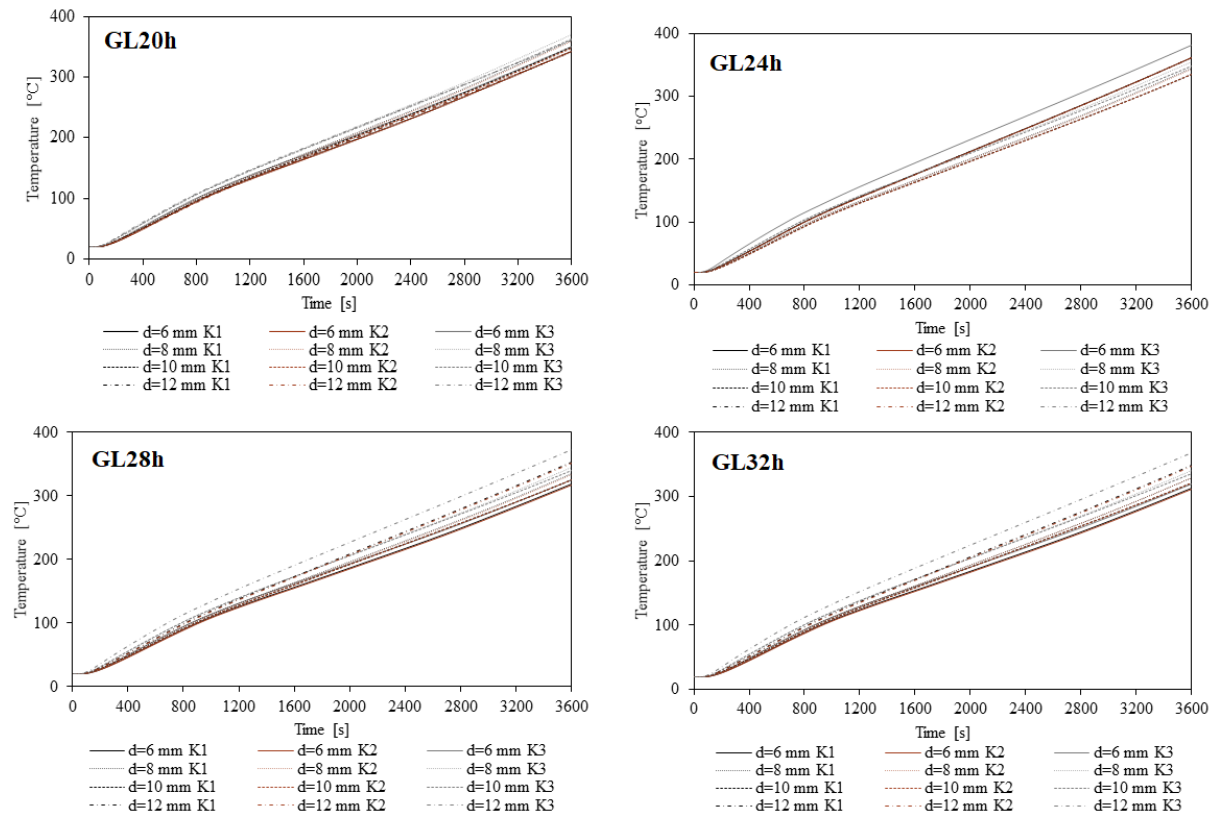 GL20h
Temperature [°C]
400
300
200
100
0
0 400 800 1200 1600 2000 2400 2800 3200 3600
Time [s]
d=6 mm K1 d=6 mm K2 d=6 mm K3
d=8 mm K1 d=8 mm K2 d=8 mm K3
d=10 mm K1 d=10 mm K2 d=10 mm K3
d=12 mm K1 d=12 mm K2 d=12 mm K3
GL24h
Temperature [°C]
400
300
200
100
0
0 400 800 1200 1600 2000 2400 2800 3200 3600
Time [s]
d=6 mm K1 d=6 mm K2 d=6 mm K3
d=8 mm K1 d=8 mm K2 d=8 mm K3
d=10 mm K1 d=10 mm K2 d=10 mm K3
d=12 mm K1 d=12 mm K2 d=12 mm K3
GL28h
Temperature [°C]
400
300
200
100
0
0 400 800 1200 1600 2000 2400 2800 3200 3600
Time [s]
d=6 mm K1 d=6 mm K2 d=6 mm K3
d=8 mm K1 d=8 mm K2 d=8 mm K3
d=10 mm K1 d=10 mm K2 d=10 mm K3
d=12 mm K1 d=12 mm K2 d=12 mm K3
GL32h
Temperature [°C]
400
300
200
100
0
0 400 800 1200 1600 2000 2400 2800 3200 3600
Time [s]
d=6 mm K1 d=6 mm K2 d=6 mm K3
d=8 mm K1 d=8 mm K2 d=8 mm K3
d=10 mm K1 d=10 mm K2 d=10 mm K3
d=12 mm K1 d=12 mm K2 d=12 mm K3